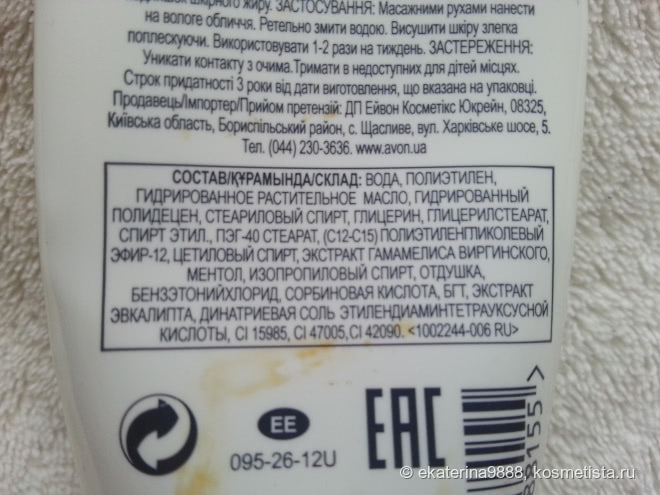 шкірного жиру. ЗАСТОСУВАННЯ: Масажними рухами нанести
на вологе обличчя. Ретельно змити водою. Висушити шкіру злегка
поплескуючи. Використовувати 1-2 рази на тиждень. ЗАСТЕРЕЖЕННЯ:
Уникати контакту з очима.Тримати в недоступних для дітей місцях.
Строк придатності 3 роки від дати виготовлення, що вказана на упаковці.
Продавець/Імпортер/Прийом претензій: ДП Ейвон Косметікс Юкрейн, 08325,
Київська область, Бориспільський район, с. Щасливе, вул. Харківське шосе, 5.
Тел. (044) 230-3636. www.avon.ua
СОСТАВ/ҚҰРАМЫНДА/СКЛАД: ВОДА, ПОЛИЭТИЛЕН,
ГИДРИРОВАННОЕ РАСТИТЕЛЬНОЕ МАСЛО, ГИДРИРОВАННЫЙ
ПОЛИДЕЦЕН, СТЕАРИЛОВЫЙ СПИРТ, ГЛИЦЕРИН, ГЛИЦЕРИЛСТЕАРАТ,
СПИРТ ЭТИЛ., ПЭГ-40 СТЕАРАТ, (C12-C15) ПОЛИЭТИЛЕНГЛИКОЛЕВЫЙ
ЭФИР-12, ЦЕТИЛОВЫЙ СПИРТ, ЭКСТРАКТ ГАМАМЕЛИСА ВИРГИНСКОГО,
МЕНТОЛ, ИЗОПРОПИЛОВЫЙ СПИРТ, ОТДУШКА,
БЕНЗЭТОНИЙХЛОРИД, СОРБИНОВАЯ КИСЛОТА, БГТ, ЭКСТРАКТ
ЭВКАЛИПТА, ДИНАТРИЕВАЯ СОЛЬ ЭТИЛЕНДИАМИНТЕТРАУКСУСНОЙ
КИСЛОТЫ, CI 15985, CI 47005, CI 42090. <1002244-006 RU>
EE
095-26-12U
EAC
155>
© ekaterina9888, kosmetista.ru